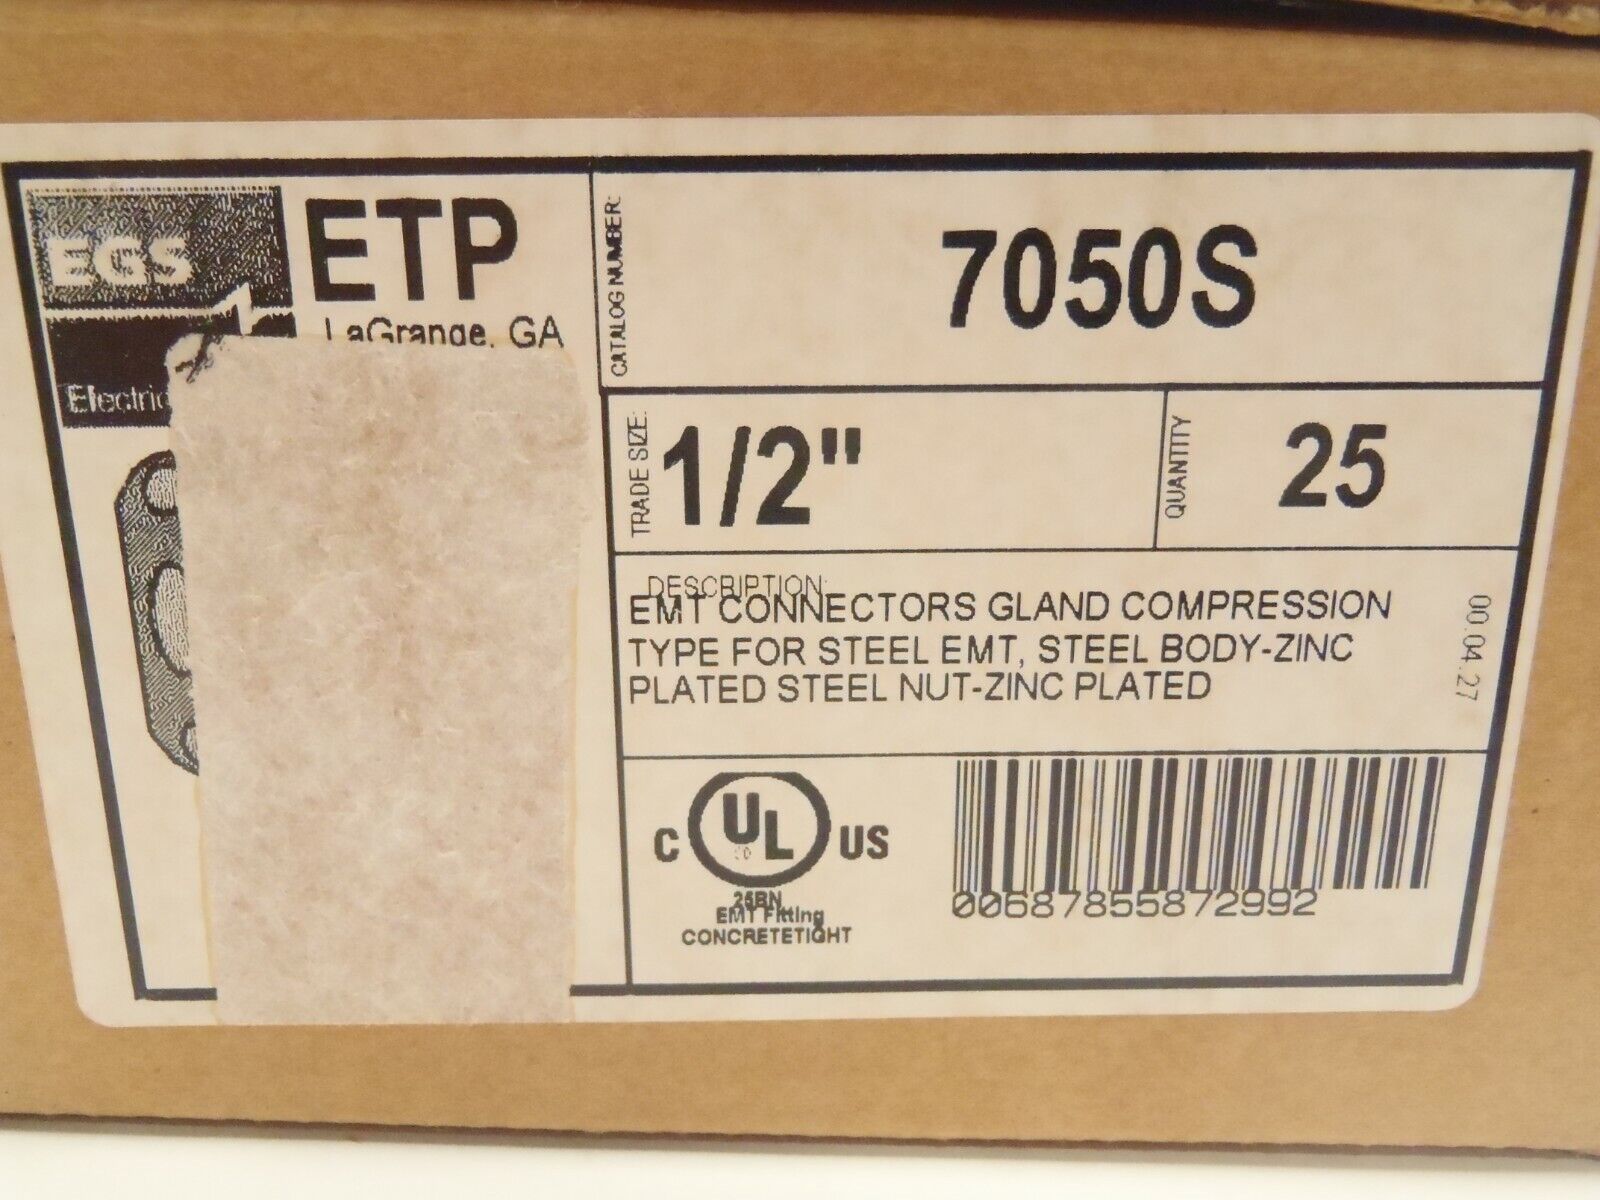 EGS
ETP
LaGrange, GA
Electric
CATALOG NUMBER:
7050S
TRADE SIZE:
1/2"
QUANTITY
25
DESCRIPTION:
EMT CONNECTORS GLAND COMPRESSION
TYPE FOR STEEL EMT, STEEL BODY-ZINC
PLATED STEEL NUT-ZINC PLATED
00.04.27
C UL US
25BN
EMT Fitting
CONCRETETIGHT
00687855872992